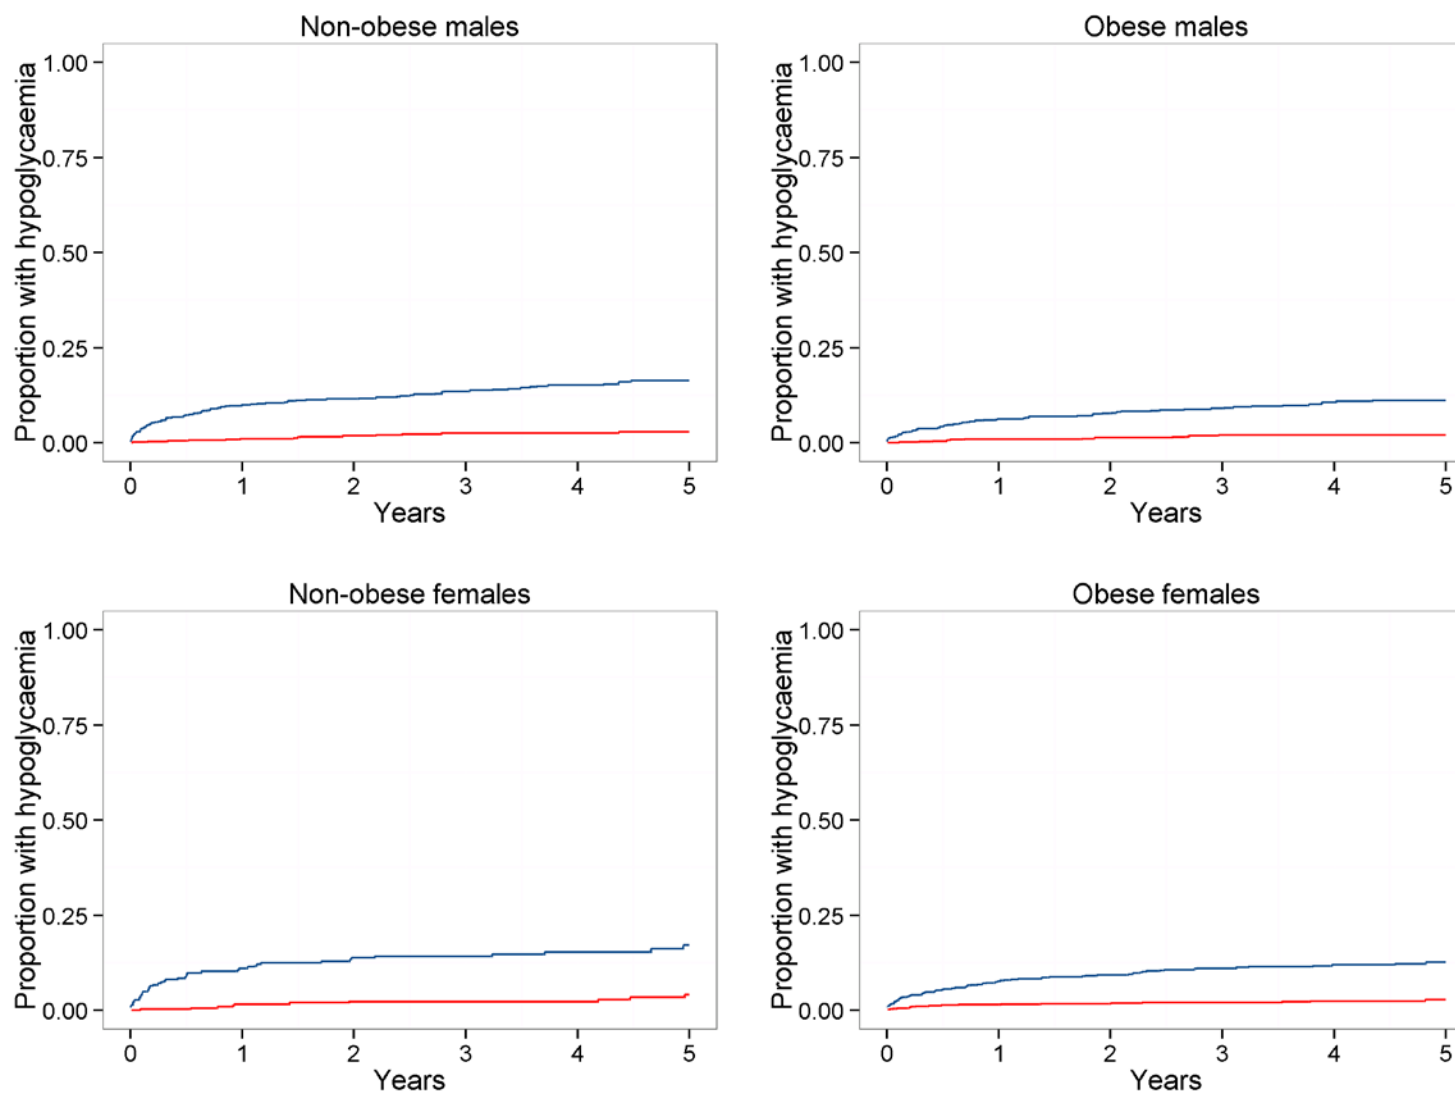 Non-obese males
Proportion with hypoglycaemia
1.00
0.75
0.50
0.25
0.00
0 1 2 3 4 5
Years
Obese males
Proportion with hypoglycaemia
1.00
0.75
0.50
0.25
0.00
0 1 2 3 4 5
Years
Non-obese females
Proportion with hypoglycaemia
1.00
0.75
0.50
0.25
0.00
0 1 2 3 4 5
Years
Obese females
Proportion with hypoglycaemia
1.00
0.75
0.50
0.25
0.00
0 1 2 3 4 5
Years